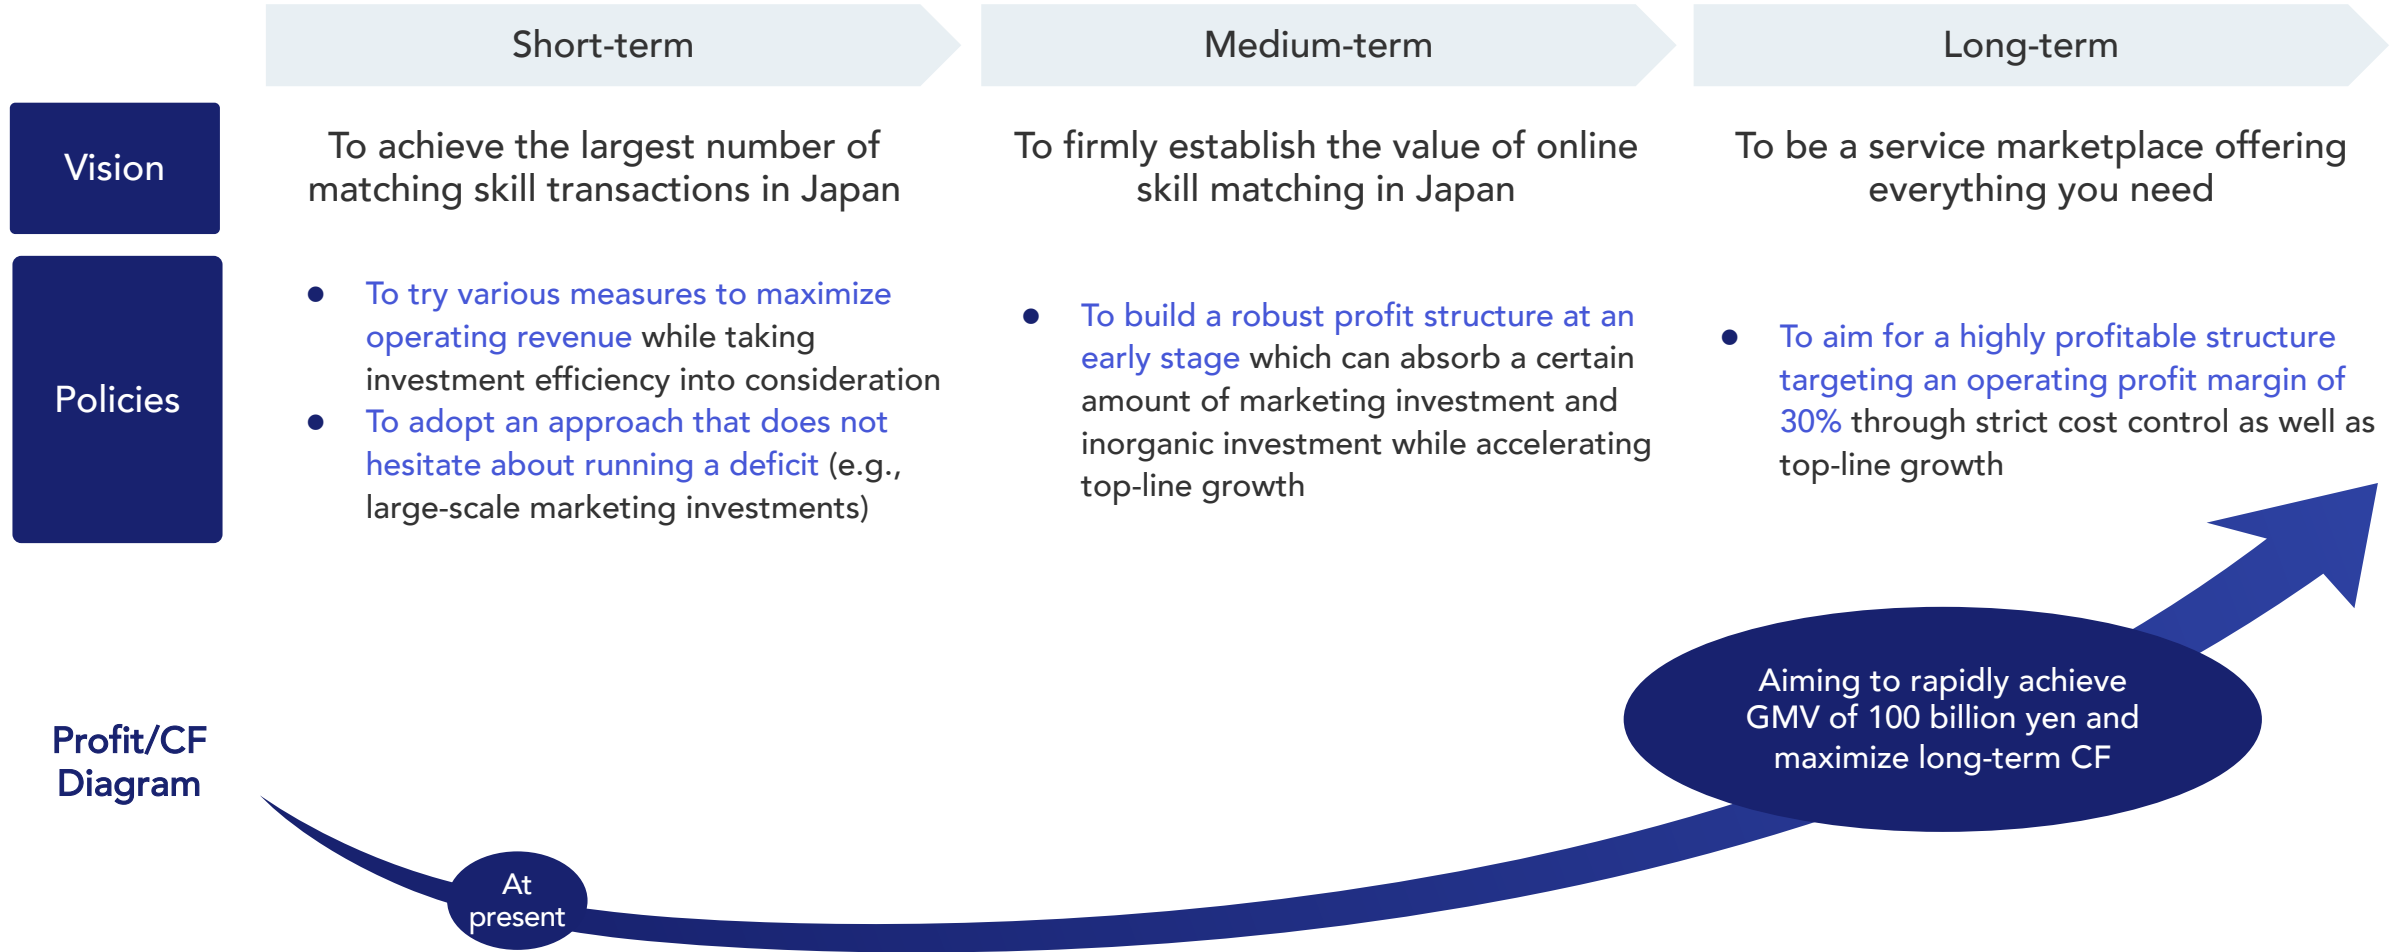 Short-term
Medium-term
Long-term
Vision
To achieve the largest number of
matching skill transactions in Japan
To firmly establish the value of online
skill matching in Japan
To be a service marketplace offering
everything you need
Policies
● To try various measures to maximize
operating revenue while taking
investment efficiency into consideration
● To adopt an approach that does not
hesitate about running a deficit (e.g.,
large-scale marketing investments)
● To build a robust profit structure at an
early stage which can absorb a certain
amount of marketing investment and
inorganic investment while accelerating
top-line growth
● To aim for a highly profitable structure
targeting an operating profit margin of
30% through strict cost control as well as
top-line growth
Profit/CF
Diagram
At
present
Aiming to rapidly achieve
GMV of 100 billion yen and
maximize long-term CF